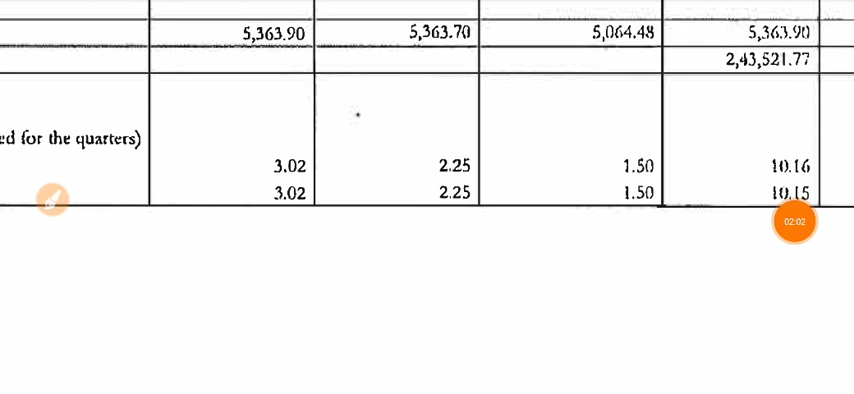 5,363.90 5,363.70 5,064.48 5,363.90
2,43,521.77
ed for the quarters)
3.02 2.25 1.50 10.16
3.02 2.25 1.50 10.15
02:02